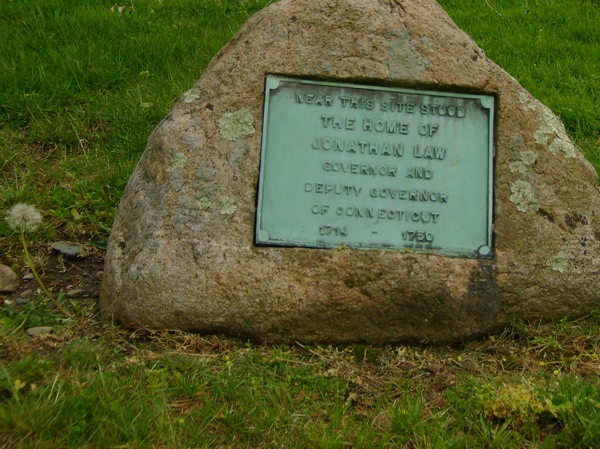 NEAR THIS SITE STOOD
THE HOME OF
JONATHAN LAW
GOVERNOR AND
DEPUTY GOVERNOR
OF CONNECTICUT
1714 - 1750